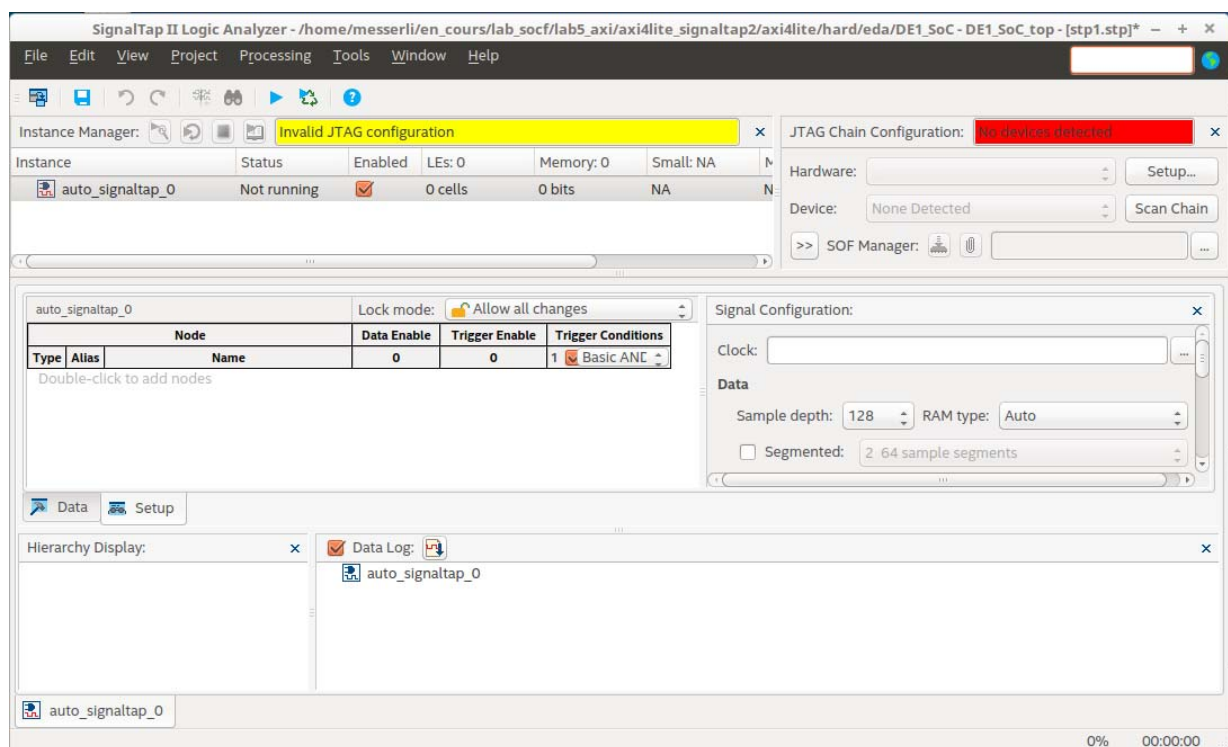 SignalTap II Logic Analyzer - /home/messerli/en_cours/lab_socf/lab5_axi/axi4lite_signaltap2/axi4lite/hard/eda/DE1_SoC - DE1_SoC_top - [stp1.stp]*
File Edit View Project Processing Tools Window Help
Instance Manager: Invalid JTAG configuration
JTAG Chain Configuration: No devices detected
Instance Status Enabled LEs: 0 Memory: 0 Small: NA M
auto_signaltap_0 Not running 0 cells 0 bits NA N
Hardware: Setup...
Device: None Detected Scan Chain
>> SOF Manager: ...
auto_signaltap_0 Lock mode: Allow all changes
Node Data Enable Trigger Enable Trigger Conditions
Type Alias Name 0 0 1 Basic AND
Double-click to add nodes
Signal Configuration:
Clock: ...
Data
Sample depth: 128 RAM type: Auto
Segmented: 2 64 sample segments
Data Setup
Hierarchy Display:
Data Log:
auto_signaltap_0
auto_signaltap_0
0% 00:00:00